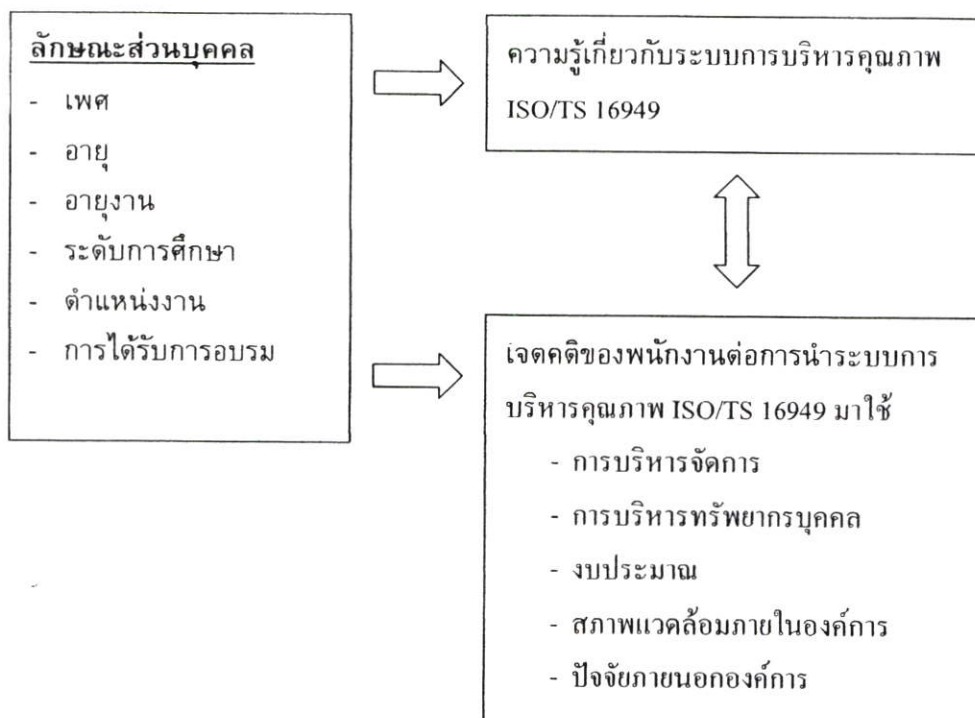 ลักษณะส่วนบุคคล
- เพศ
- อายุ
- อายุงาน
- ระดับการศึกษา
- ตำแหน่งงาน
- การได้รับการอบรม
ความรู้เกี่ยวกับระบบการบริหารคุณภาพ
ISO/TS 16949
เจตคติของพนักงานต่อการนำระบบการ
บริหารคุณภาพ ISO/TS 16949 มาใช้
- การบริหารจัดการ
- การบริหารทรัพยากรบุคคล
- งบประมาณ
- สภาพแวดล้อมภายในองค์การ
- ปัจจัยภายนอกองค์การ